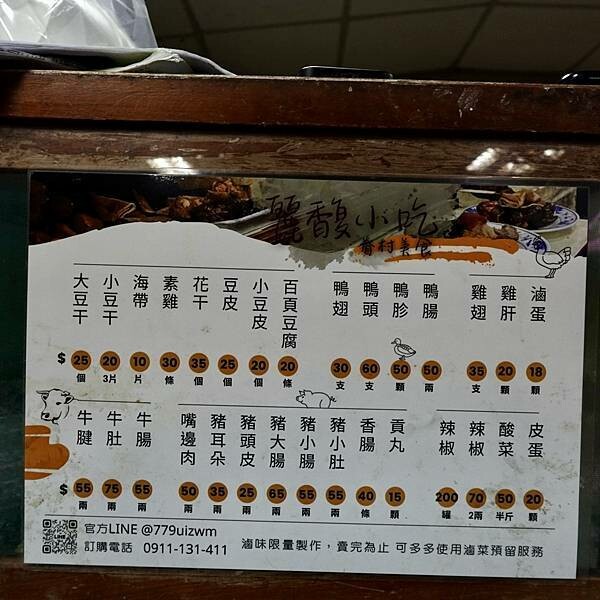 麗馥小吃
眷村美食
百頁豆腐 20 條
小豆皮 20 個
豆皮 25 個
花干 35 個
素雞 30 條
海帶 10 片
小豆干 20 3片
大豆干 $ 25 個
鴨腸 50 兩
鴨胗 50 顆
鴨頭 60 支
鴨翅 30 支
滷蛋 18 顆
雞肝 20 顆
雞翅 35 支
牛腸 55 兩
牛肚 75 兩
牛腱 $ 55 兩
貢丸 15 顆
香腸 40 條
豬小肚 55 兩
豬小腸 55 兩
豬大腸 65 兩
豬頭皮 25 兩
豬耳朵 35 兩
嘴邊肉 50 兩
皮蛋 20 顆
酸菜 50 半斤
辣椒 70 2兩
辣椒 200 罐
LINE
官方LINE @779uizwm
訂購電話 0911-131-411
滷味限量製作，賣完為止 可多多使用滷菜預留服務